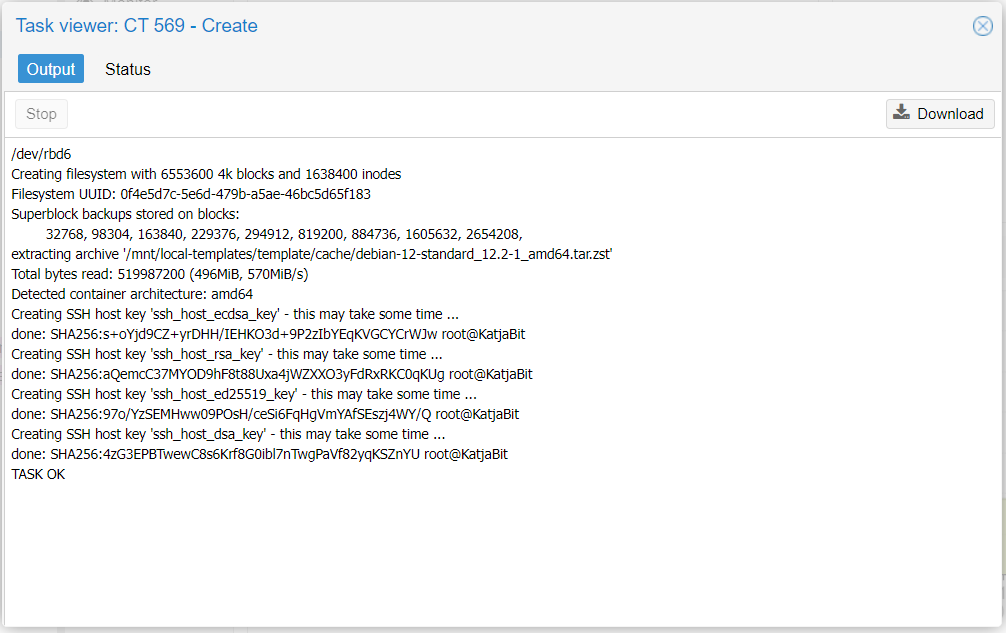 Task viewer: CT 569 - Create
Output Status
Stop Download
/dev/rbd6
Creating filesystem with 6553600 4k blocks and 1638400 inodes
Filesystem UUID: 0f4e5d7c-5e6d-479b-a5ae-46bc5d65f183
Superblock backups stored on blocks:
32768, 98304, 163840, 229376, 294912, 819200, 884736, 1605632, 2654208,
extracting archive '/mnt/local-templates/template/cache/debian-12-standard_12.2-1_amd64.tar.zst'
Total bytes read: 519987200 (496MiB, 570MiB/s)
Detected container architecture: amd64
Creating SSH host key 'ssh_host_ecdsa_key' - this may take some time ...
done: SHA256:s+oYjd9CZ+yrDHH/IEHKO3d+9P2zIbYEqKVGCYCrWJw root@KatjaBit
Creating SSH host key 'ssh_host_rsa_key' - this may take some time ...
done: SHA256:aQemcC37MYOD9hF8t88Uxa4jWZXXO3yFdRxRKC0qKUg root@KatjaBit
Creating SSH host key 'ssh_host_ed25519_key' - this may take some time ...
done: SHA256:97o/YzSEMHww09POsH/ceSi6FqHgVmYAfSEszj4WY/Q root@KatjaBit
Creating SSH host key 'ssh_host_dsa_key' - this may take some time ...
done: SHA256:4zG3EPBTwewC8s6Krf8G0ibl7nTwgPaVf82yqKSZnYU root@KatjaBit
TASK OK